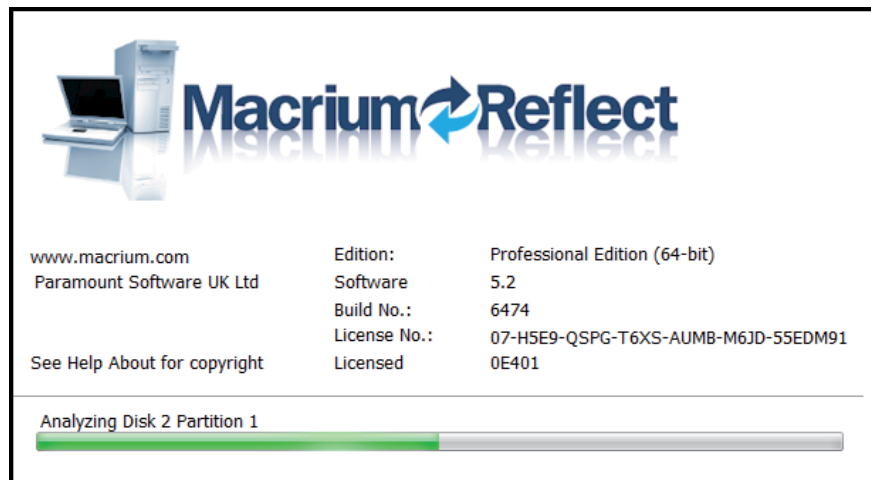 Macrium Reflect
www.macrium.com Edition: Professional Edition (64-bit)
Paramount Software UK Ltd Software 5.2
Build No.: 6474
License No.: 07-H5E9-QSPG-T6XS-AUMB-M6JD-55EDM91
See Help About for copyright Licensed 0E401
Analyzing Disk 2 Partition 1